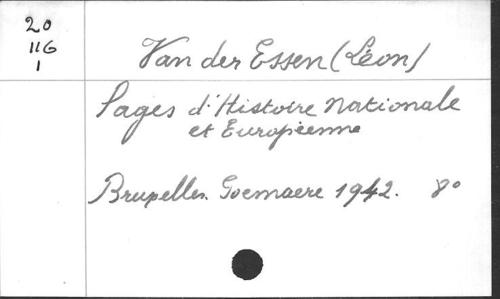 20
116
1
Van der Essen (Léon)
Pages d'Histoire Nationale
et Européenne
Bruxelles. Goemaere 1942. 8°